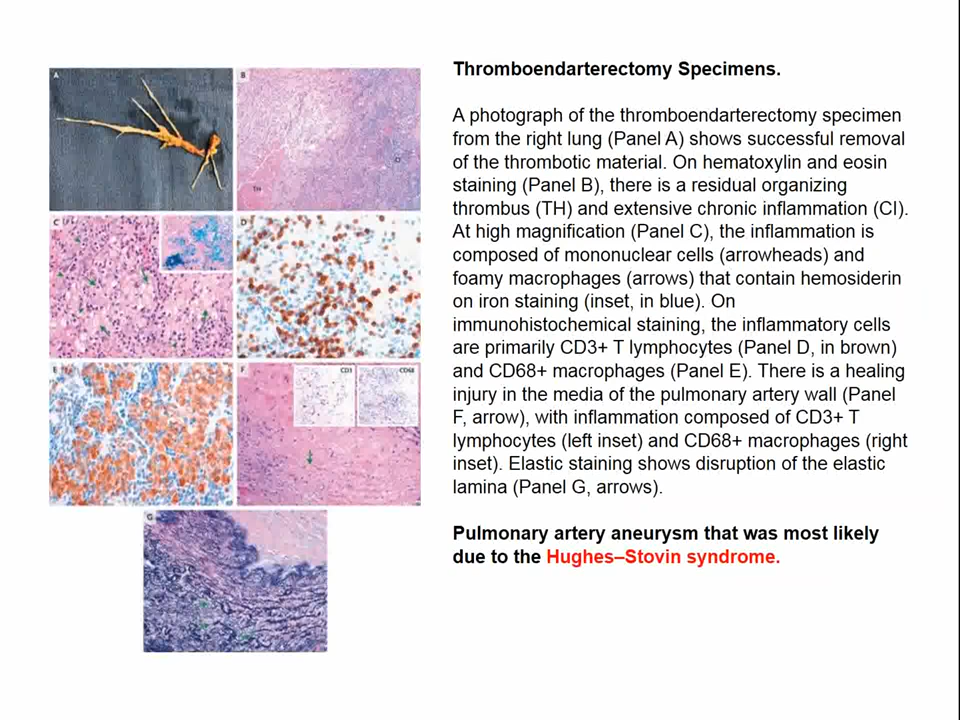 Thromboendarterectomy Specimens.
A photograph of the thromboendarterectomy specimen
from the right lung (Panel A) shows successful removal
of the thrombotic material. On hematoxylin and eosin
staining (Panel B), there is a residual organizing
thrombus (TH) and extensive chronic inflammation (CI).
At high magnification (Panel C), the inflammation is
composed of mononuclear cells (arrowheads) and
foamy macrophages (arrows) that contain hemosiderin
on iron staining (inset, in blue). On
immunohistochemical staining, the inflammatory cells
are primarily CD3+ T lymphocytes (Panel D, in brown)
and CD68+ macrophages (Panel E). There is a healing
injury in the media of the pulmonary artery wall (Panel
F, arrow), with inflammation composed of CD3+ T
lymphocytes (left inset) and CD68+ macrophages (right
inset). Elastic staining shows disruption of the elastic
lamina (Panel G, arrows).
Pulmonary artery aneurysm that was most likely
due to the Hughes–Stovin syndrome.
A
B
CI
TH
C
D
E
F
CD3
CD68
G